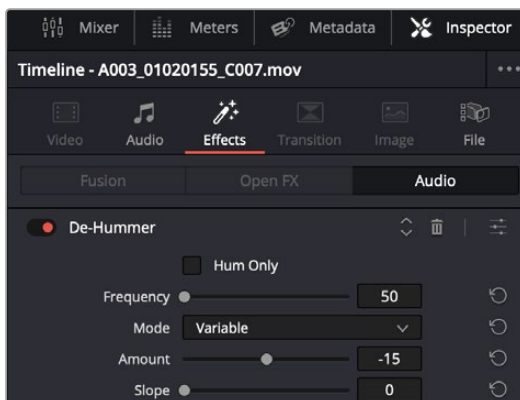 Mixer Meters Metadata Inspector
Timeline - A003_01020155_C007.mov
Video Audio Effects Transition Image File
Fusion Open FX Audio
De-Hummer
Hum Only
Frequency 50
Mode Variable
Amount -15
Slope 0